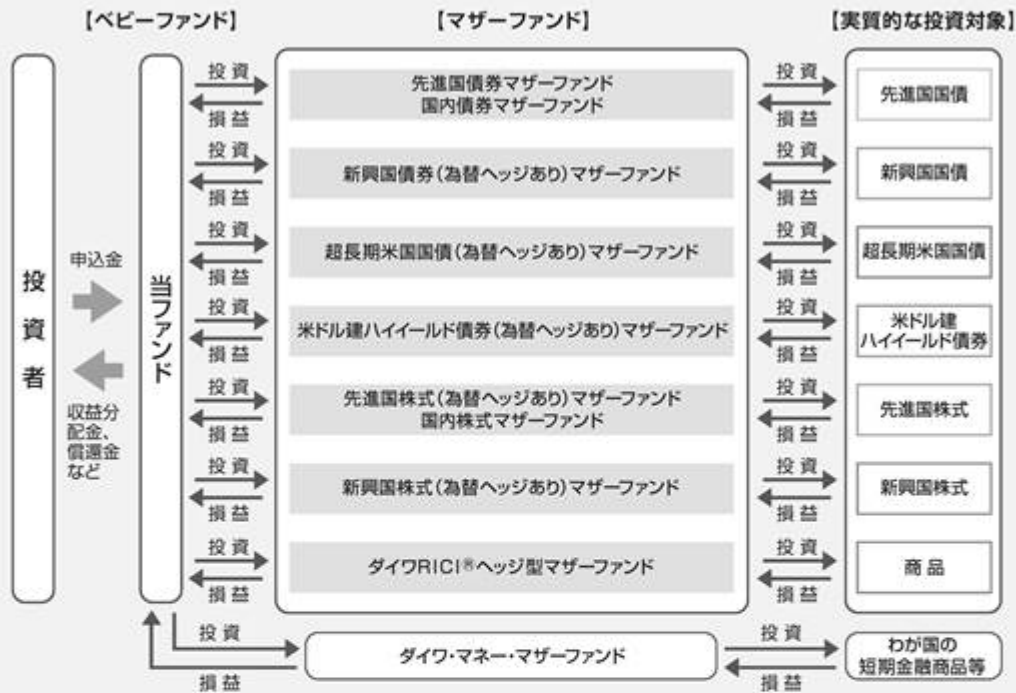 【ベビーファンド】
【マザーファンド】
【実質的な投資対象】
投資者
申込金
収益分
配金、
償還金
など
当ファンド
投資
損益
先進国債券マザーファンド
国内債券マザーファンド
投資
損益
先進国国債
投資
損益
新興国債券(為替ヘッジあり)マザーファンド
投資
損益
新興国国債
投資
損益
超長期米国国債(為替ヘッジあり)マザーファンド
投資
損益
超長期米国国債
投資
損益
米ドル建ハイイールド債券(為替ヘッジあり)マザーファンド
投資
損益
米ドル建
ハイイールド債券
投資
損益
先進国株式(為替ヘッジあり)マザーファンド
国内株式マザーファンド
投資
損益
先進国株式
投資
損益
新興国株式(為替ヘッジあり)マザーファンド
投資
損益
新興国株式
投資
損益
ダイワRICI®ヘッジ型マザーファンド
投資
損益
商品
投資
損益
ダイワ・マネー・マザーファンド
投資
損益
わが国の
短期金融商品等